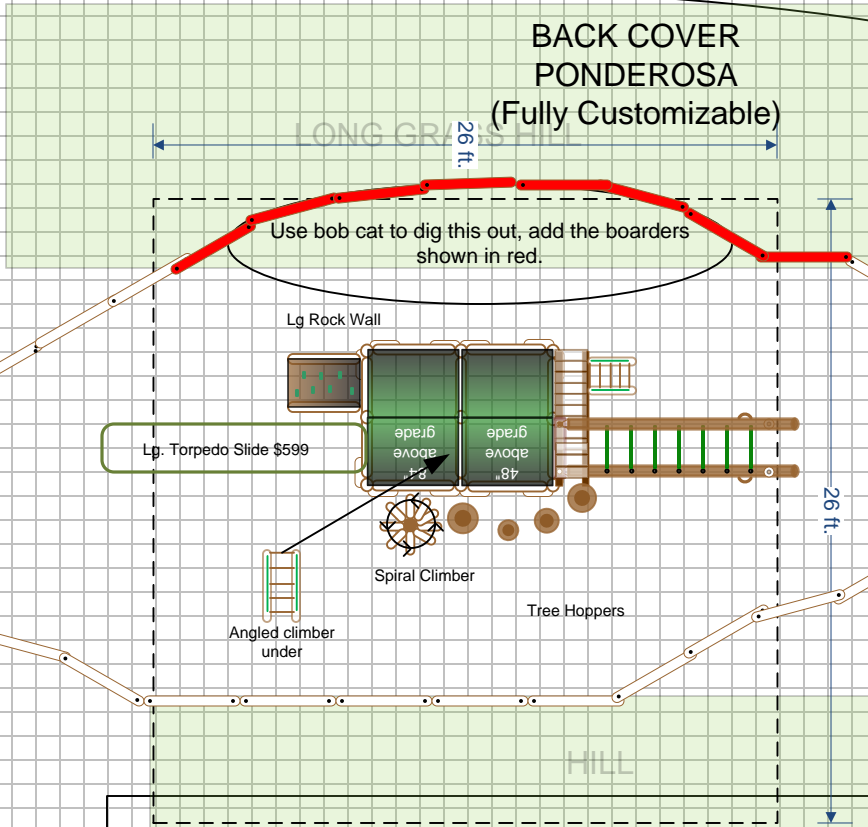 BACK COVER
PONDEROSA
(Fully Customizable)
LONG GRASS HILL
26 ft.
Use bob cat to dig this out, add the boarders
shown in red.
Lg Rock Wall
Lg. Torpedo Slide $599
84"
above
grade
48"
above
grade
26 ft.
Spiral Climber
Tree Hoppers
Angled climber
under
HILL